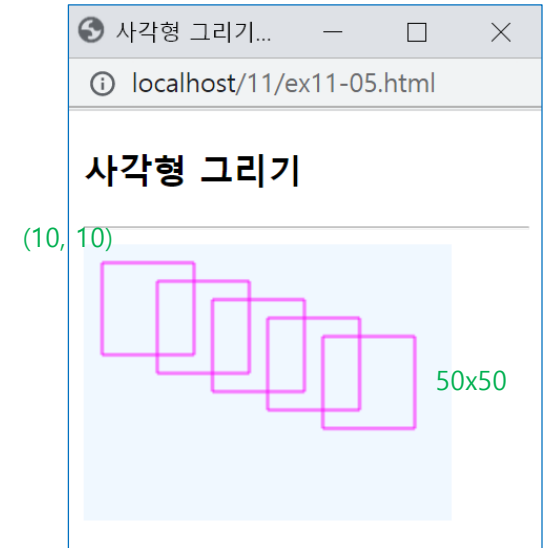 사각형 그리기...
localhost/11/ex11-05.html
사각형 그리기
(10, 10)
50x50